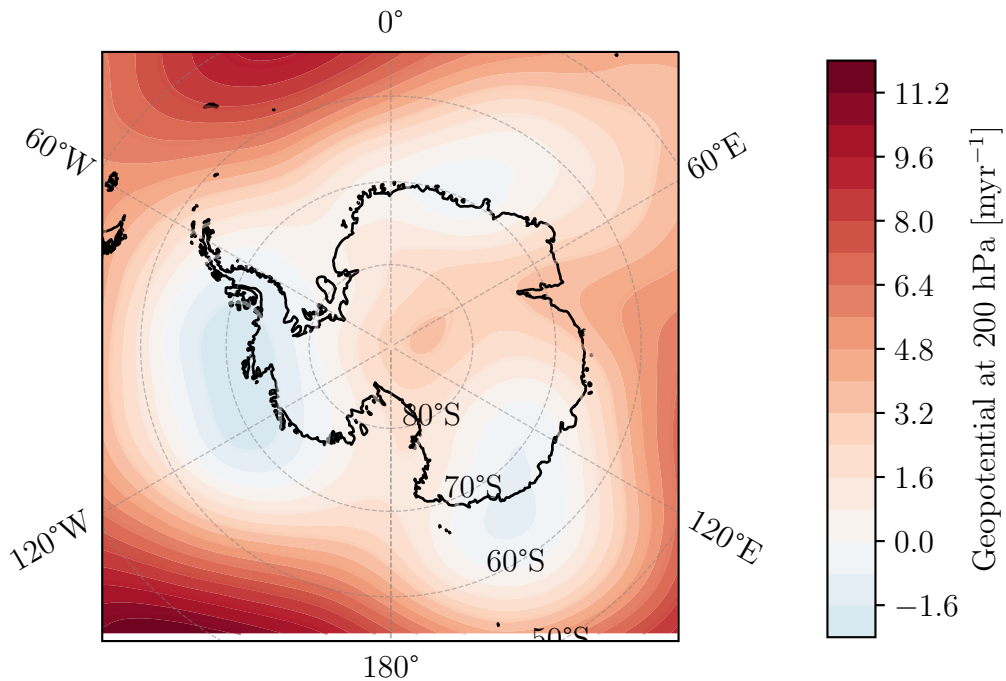 0°
60°W
60°E
80°S
70°S
60°S
50°S
120°W
120°E
180°
11.2
9.6
8.0
6.4
4.8
3.2
1.6
0.0
−1.6
Geopotential at 200 hPa [myr⁻¹]